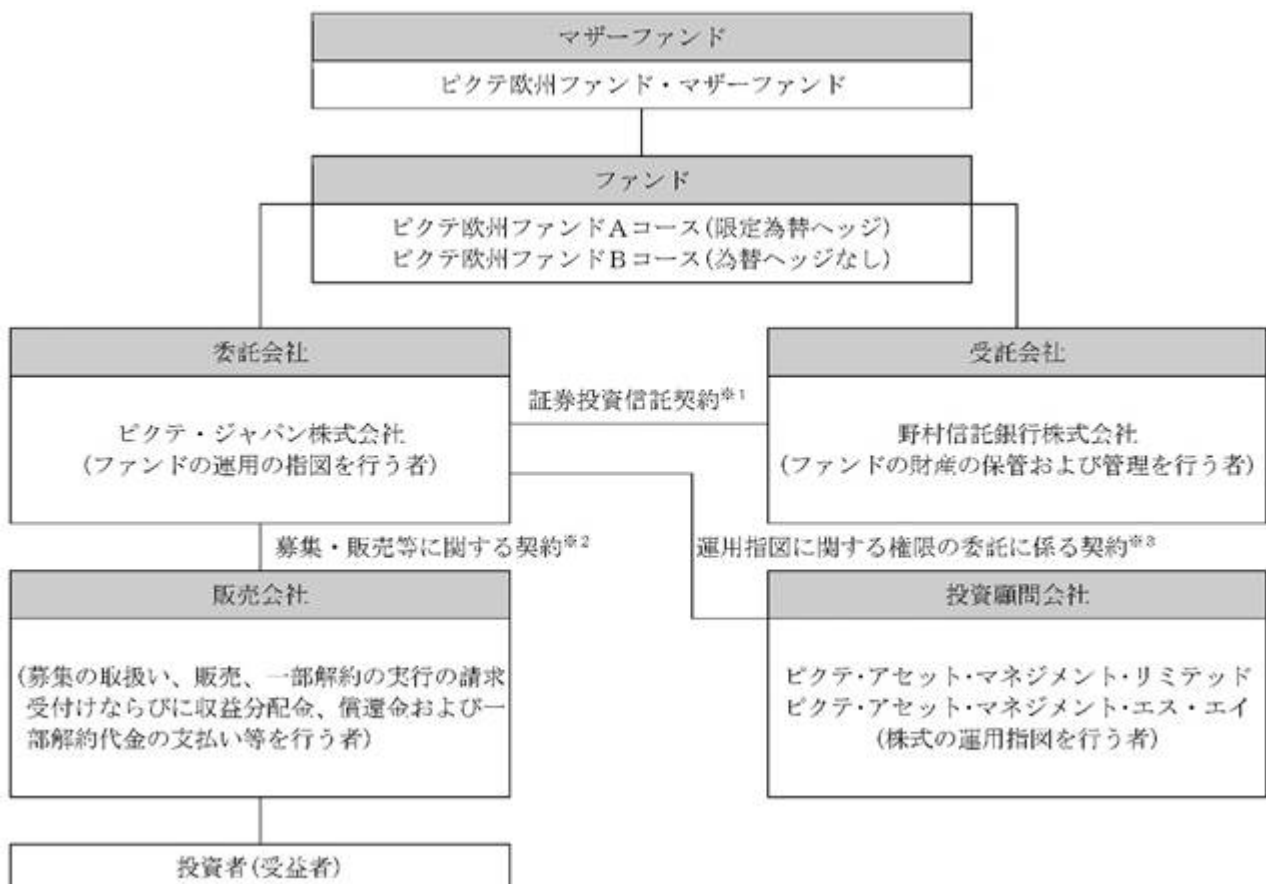 マザーファンド
ピクテ欧州ファンド・マザーファンド
ファンド
ピクテ欧州ファンドAコース(限定為替ヘッジ)
ピクテ欧州ファンドBコース(為替ヘッジなし)
委託会社
ピクテ・ジャパン株式会社
(ファンドの運用の指図を行う者)
証券投資信託契約※1
受託会社
野村信託銀行株式会社
(ファンドの財産の保管および管理を行う者)
募集・販売等に関する契約※2
運用指図に関する権限の委託に係る契約※3
販売会社
(募集の取扱い、販売、一部解約の実行の請求
受付けならびに収益分配金、償還金および一
部解約代金の支払い等を行う者)
投資顧問会社
ピクテ・アセット・マネジメント・リミテッド
ピクテ・アセット・マネジメント・エス・エイ
(株式の運用指図を行う者)
投資者(受益者)